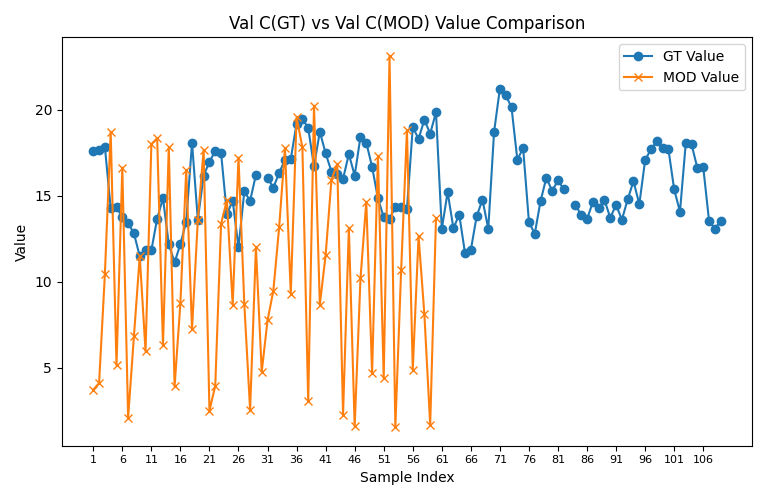 Val C(GT) vs Val C(MOD) Value Comparison
GT Value
MOD Value
Value
20
15
10
5
1 6 11 16 21 26 31 36 41 46 51 56 61 66 71 76 81 86 91 96 101 106
Sample Index